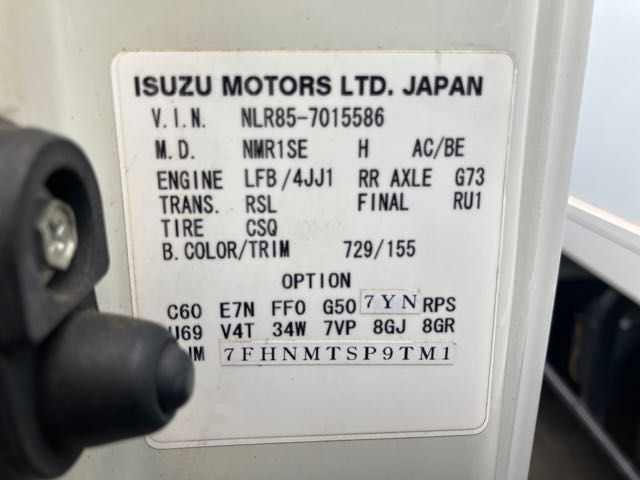 ISUZU MOTORS LTD. JAPAN
V.I.N. NLR85-7015586
M.D. NMR1SE H AC/BE
ENGINE LFB/4JJ1 RR AXLE G73
TRANS. RSL FINAL RU1
TIRE CSQ
B.COLOR/TRIM 729/155
OPTION
C60 E7N FF0 G50 7YN RPS
V4T 34W 7VP 8GJ 8GR
7FHNMTSP9TM1